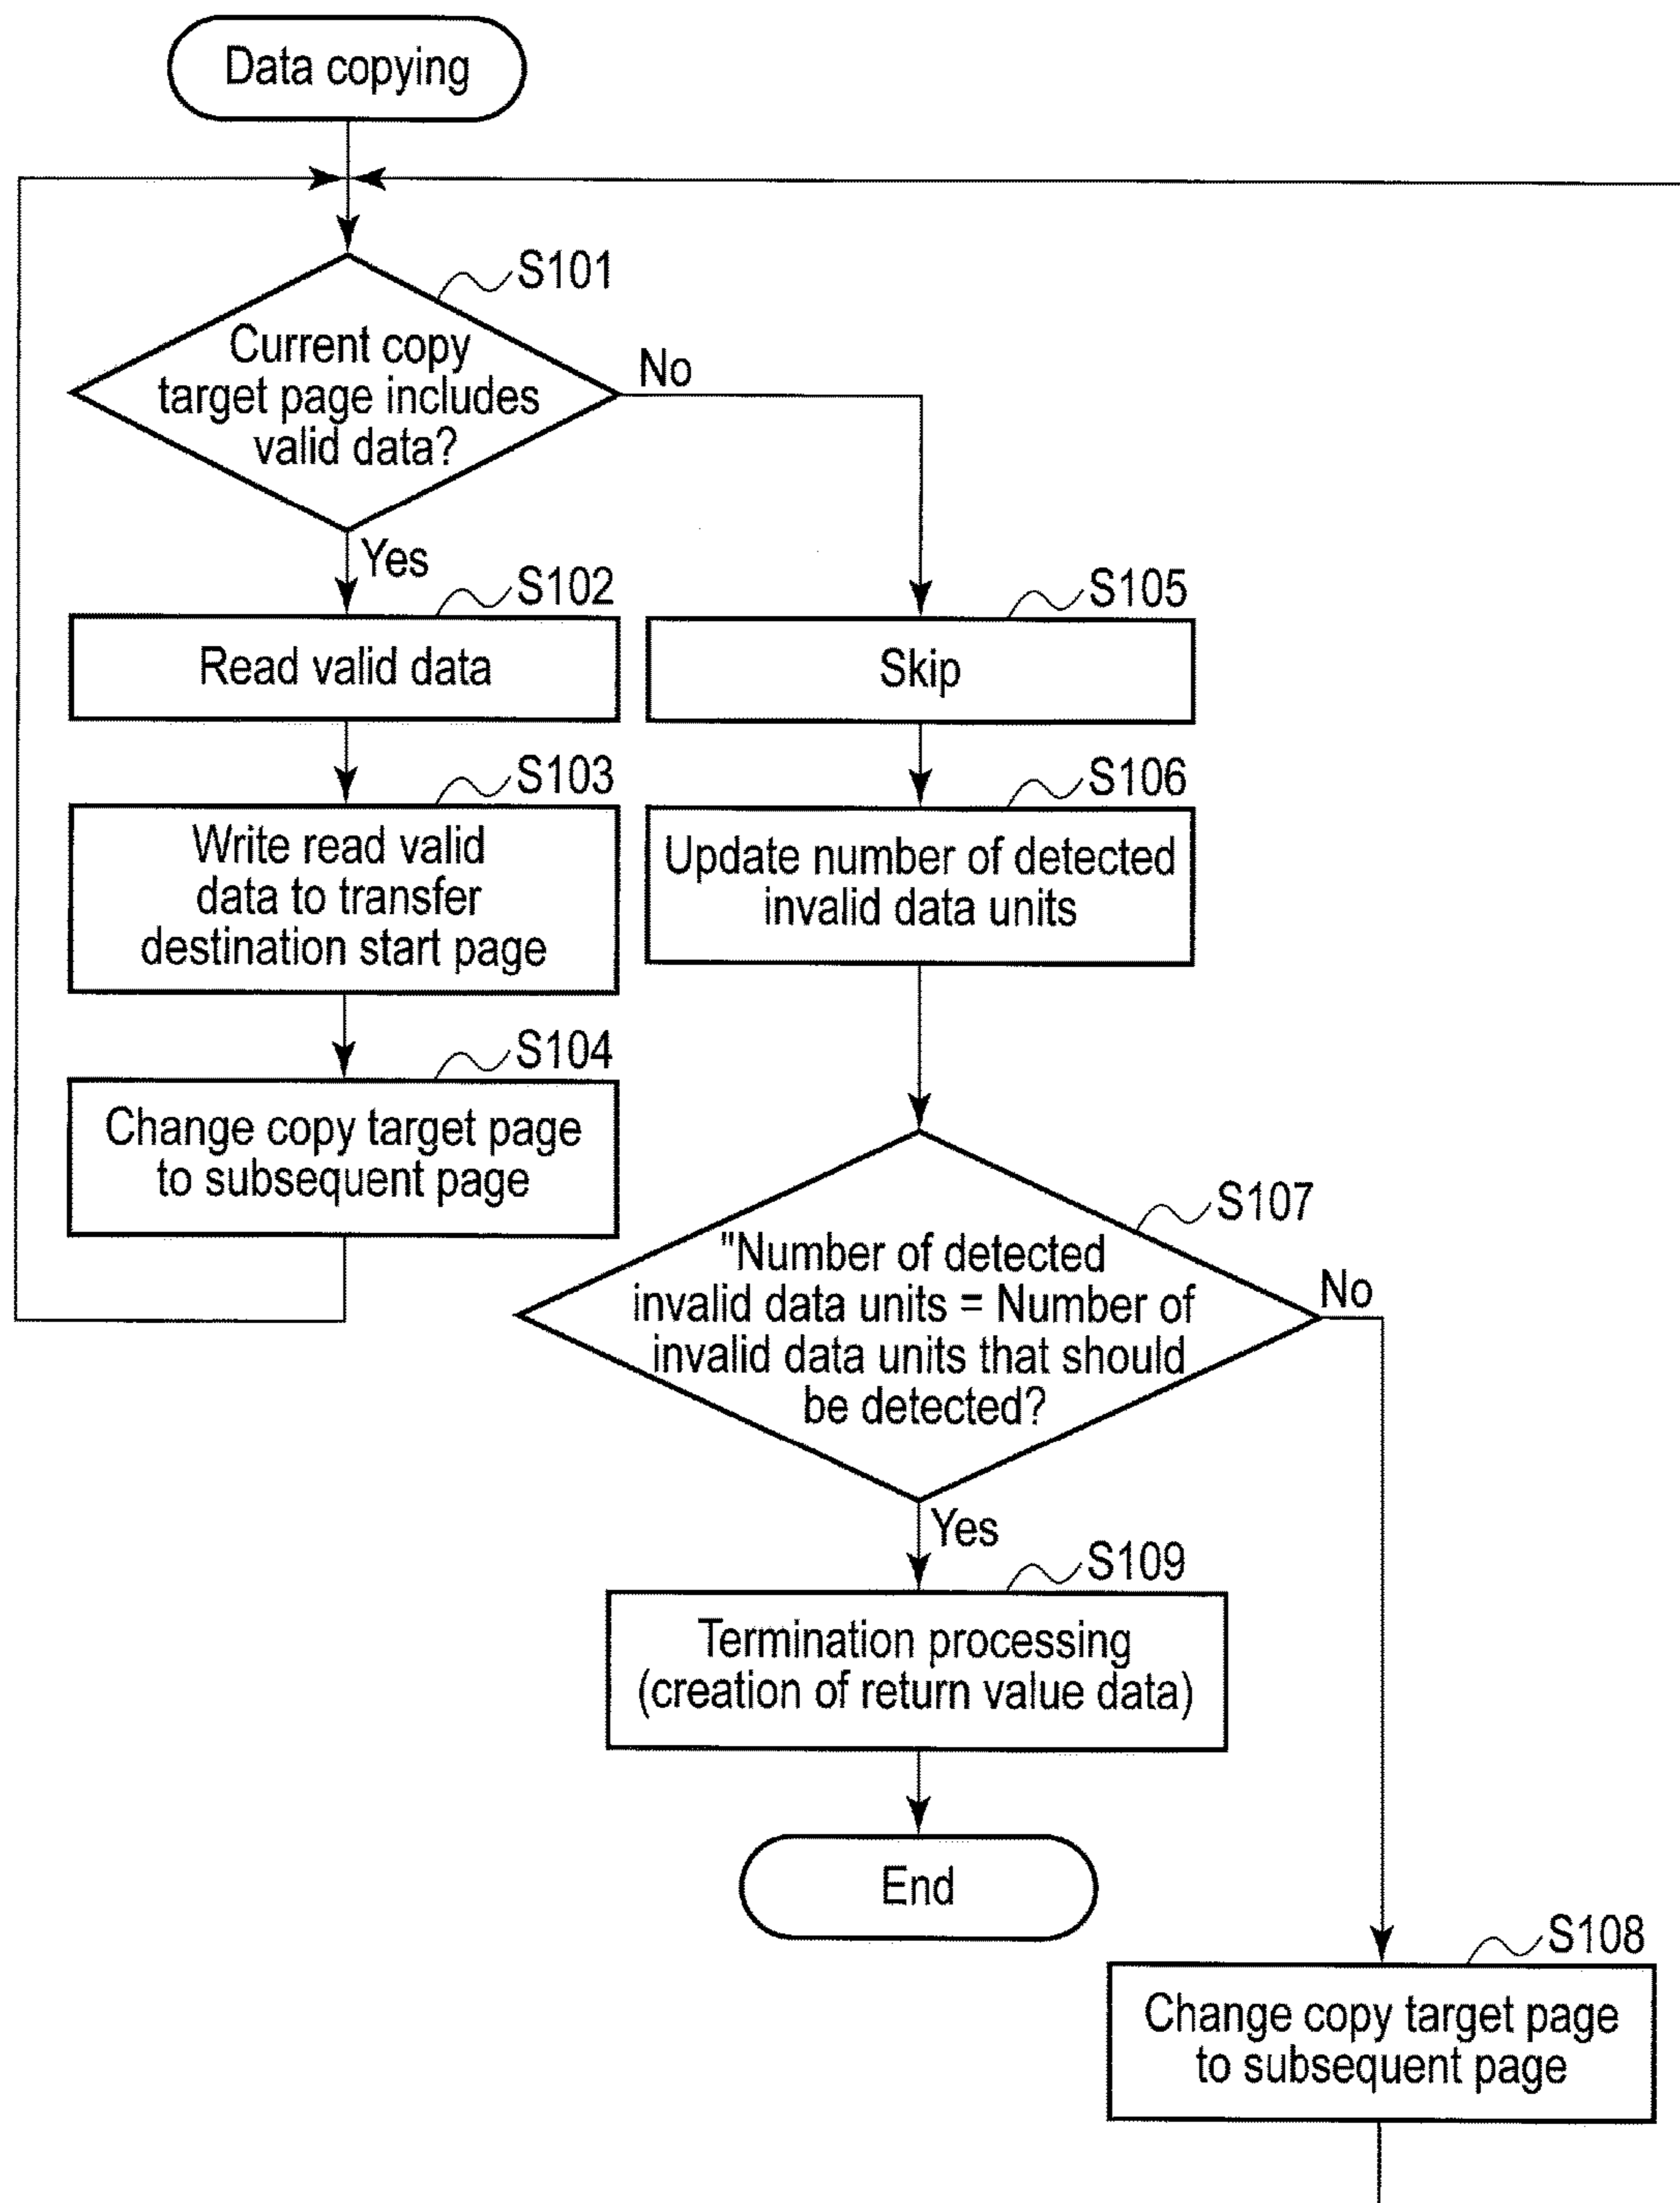 Data copying
S101
Current copy
target page includes
valid data?
No
Yes
S102
Read valid data
S105
Skip
S103
Write read valid
data to transfer
destination start page
S106
Update number of detected
invalid data units
S104
Change copy target page
to subsequent page
S107
"Number of detected
invalid data units = Number of
invalid data units that should
be detected?
No
Yes
S109
Termination processing
(creation of return value data)
End
S108
Change copy target page
to subsequent page